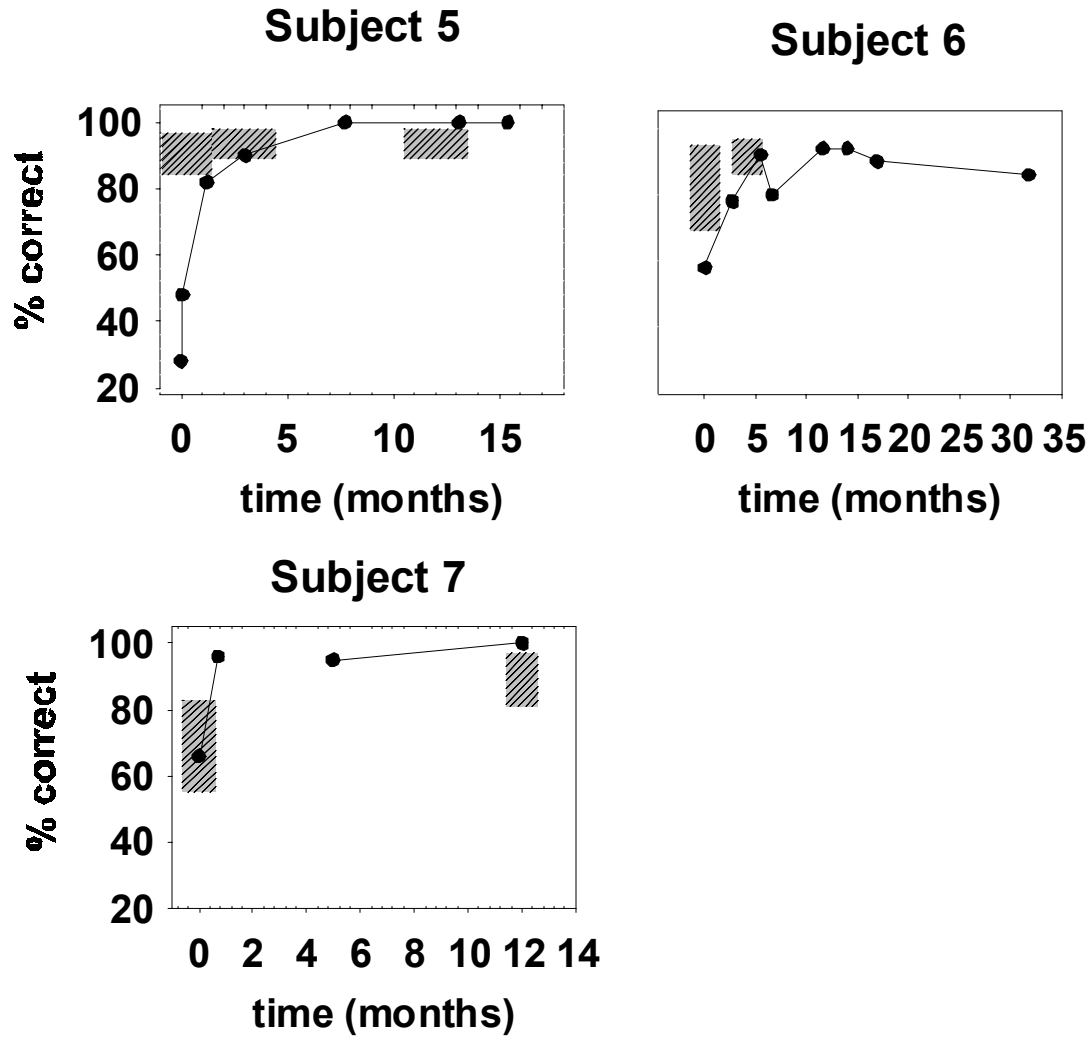 Subject 5
% correct
100
80
60
40
20
0 5 10 15
time (months)
Subject 6
0 5 10 15 20 25 30 35
time (months)
Subject 7
% correct
100
80
60
40
20
0 2 4 6 8 10 12 14
time (months)